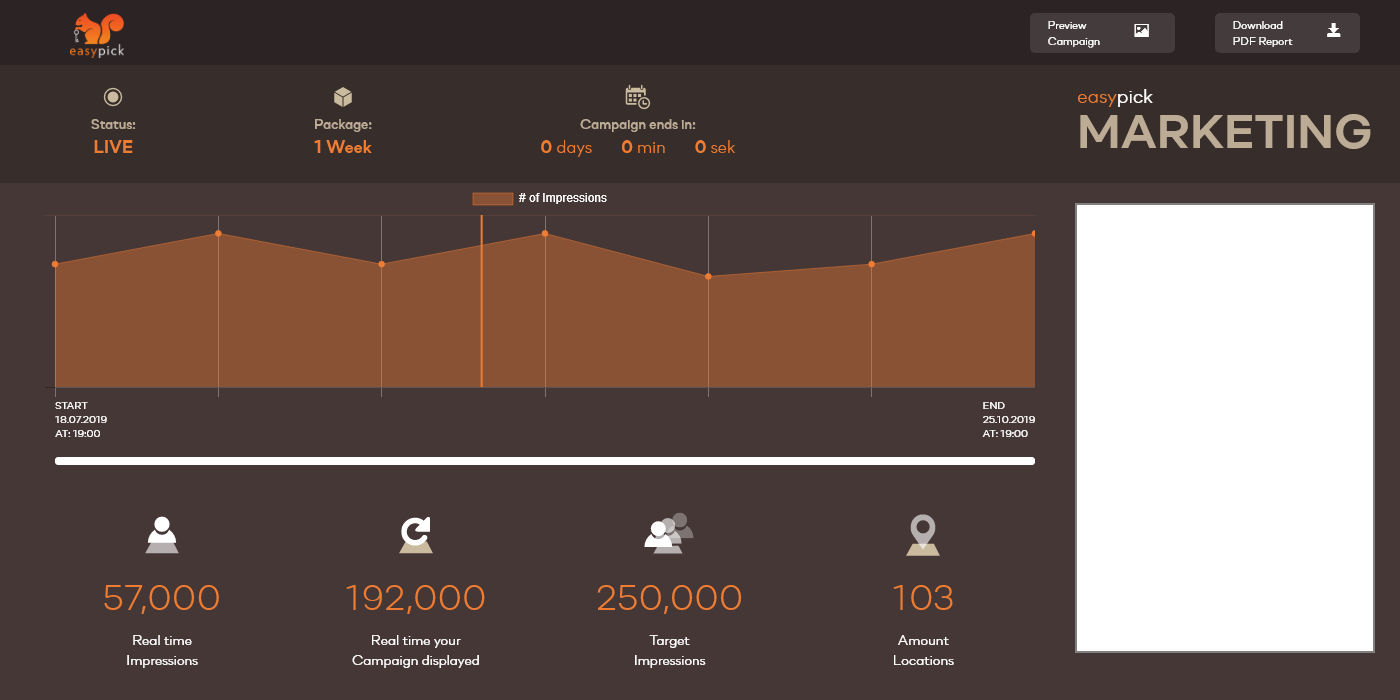 easypick
Preview
Campaign
Download
PDF Report
Status:
LIVE
Package:
1 Week
Campaign ends in:
0 days 0 min 0 sek
easypick
MARKETING
# of Impressions
START
18.07.2019
AT: 19:00
END
25.10.2019
AT: 19:00
57,000
Real time
Impressions
192,000
Real time your
Campaign displayed
250,000
Target
Impressions
103
Amount
Locations